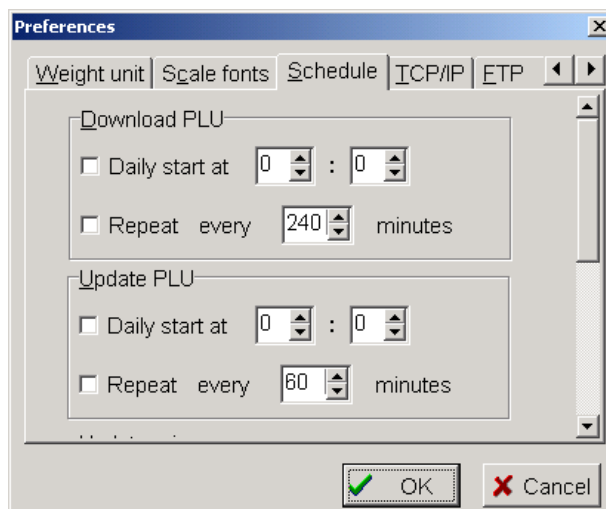 Preferences
Weight unit Scale fonts Schedule TCP/IP FTP
Download PLU
Daily start at 0 : 0
Repeat every 240 minutes
Update PLU
Daily start at 0 : 0
Repeat every 60 minutes
OK Cancel